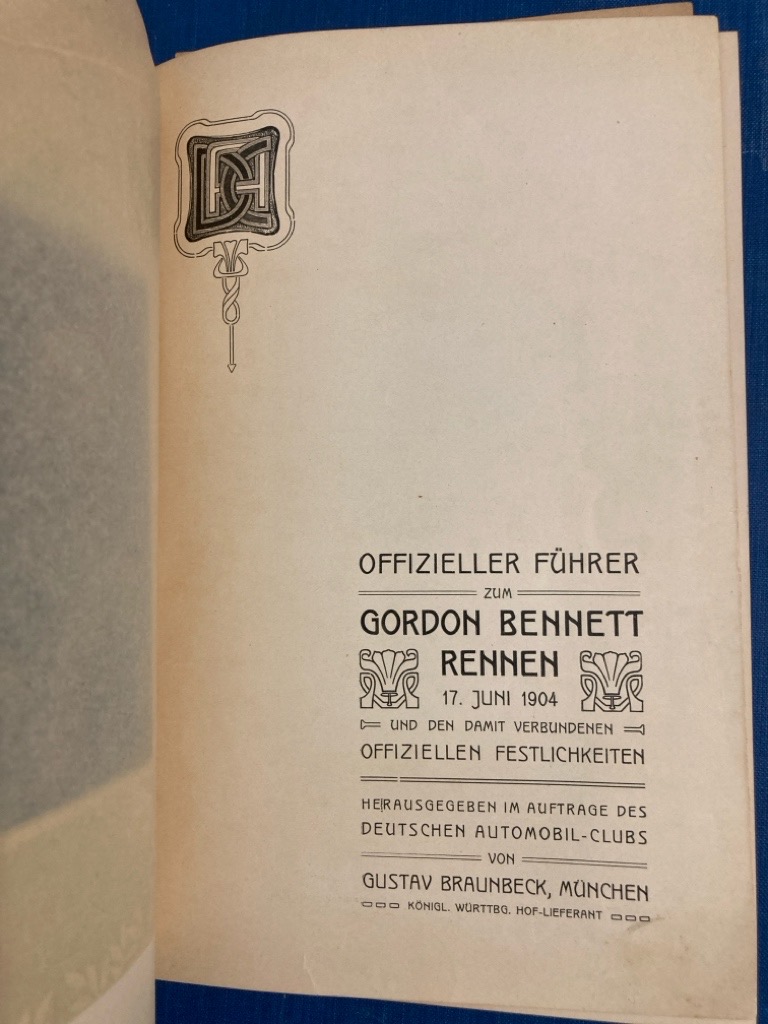 DAC
OFFIZIELLER FÜHRER
ZUM
GORDON BENNETT
RENNEN
17. JUNI 1904
UND DEN DAMIT VERBUNDENEN
OFFIZIELLEN FESTLICHKEITEN
HERAUSGEGEBEN IM AUFTRAGE DES
DEUTSCHEN AUTOMOBIL-CLUBS
VON
GUSTAV BRAUNBECK, MÜNCHEN
KÖNIGL. WÜRTTBG. HOF-LIEFERANT